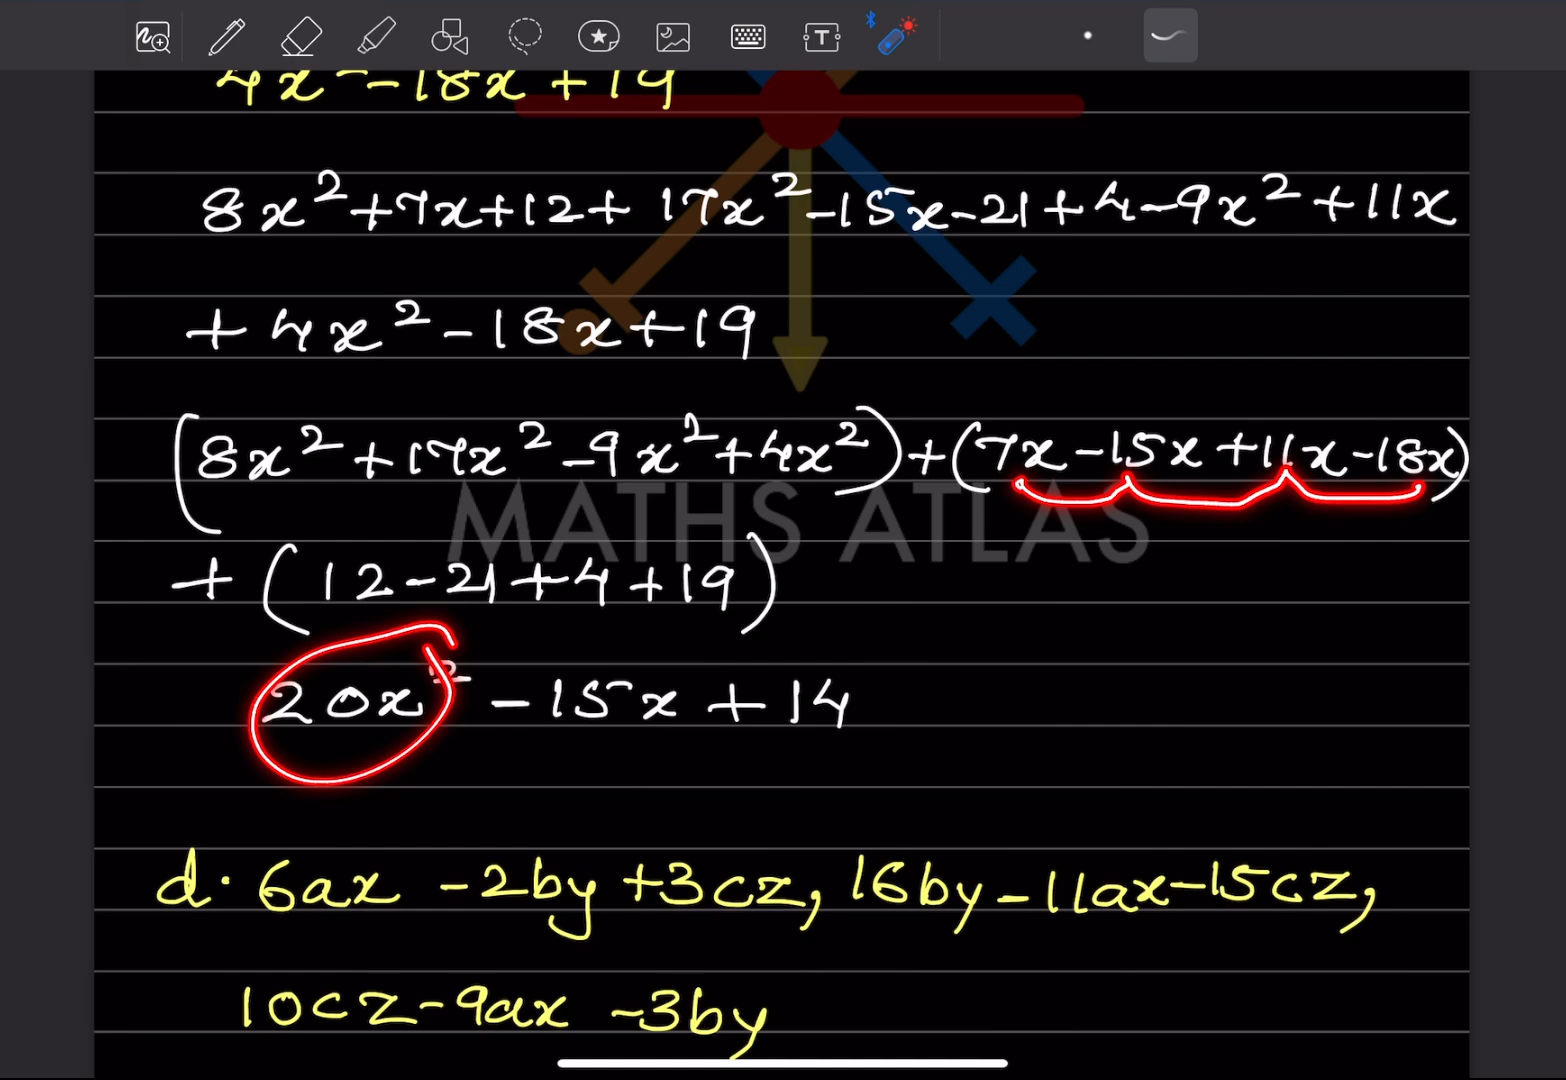 4x² - 18x + 19
8x² + 7x + 12 + 17x² - 15x - 21 + 4 - 9x² + 11x
+ 4x² - 18x + 19
(8x² + 17x² - 9x² + 4x²) + (7x - 15x + 11x - 18x)
MATHS ATLAS
+ (12 - 21 + 4 + 19)
20x² - 15x + 14
d. 6ax - 2by + 3cz, 16by - 11ax - 15cz,
10cz - 9ax - 3by